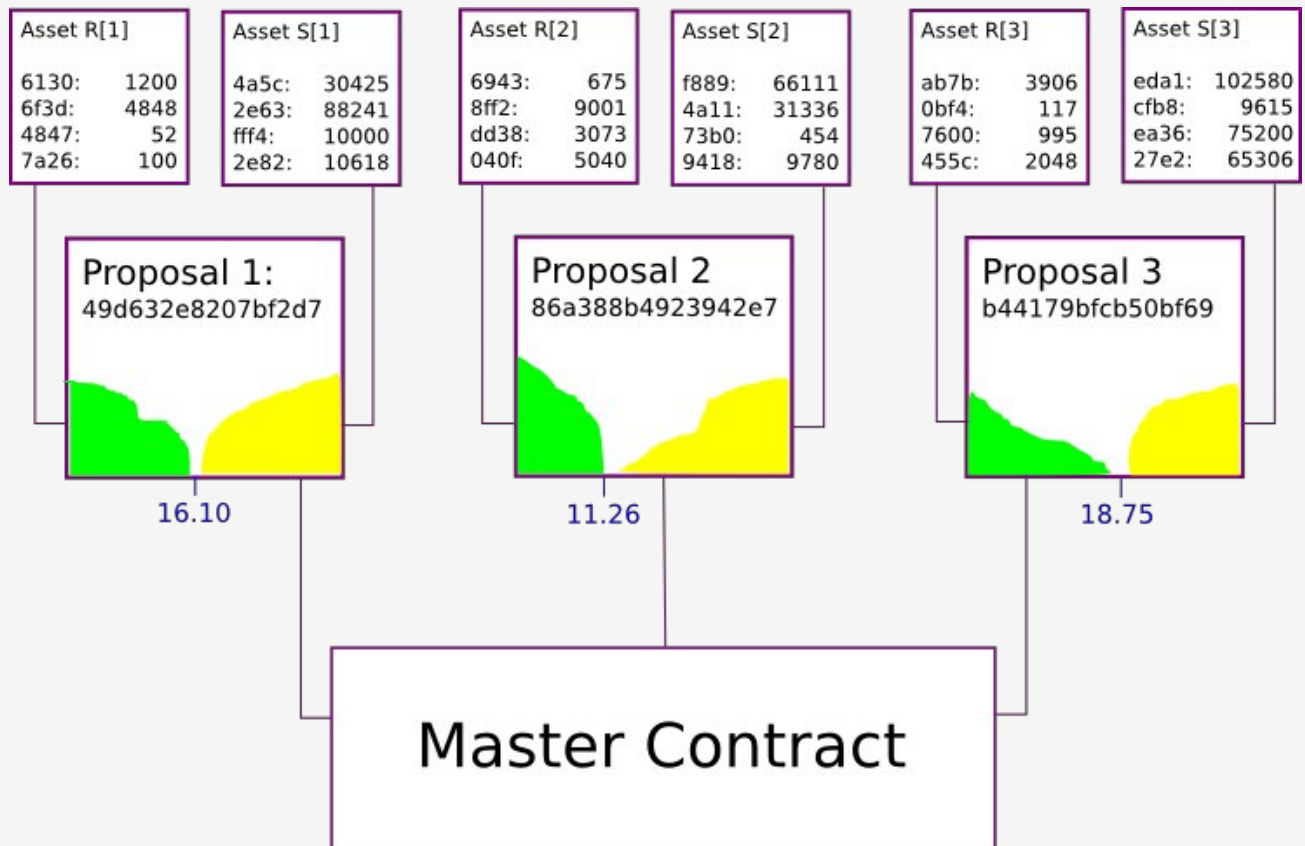 Asset R[1]
6130: 1200
6f3d: 4848
4847: 52
7a26: 100
Asset S[1]
4a5c: 30425
2e63: 88241
fff4: 10000
2e82: 10618
Asset R[2]
6943: 675
8ff2: 9001
dd38: 3073
040f: 5040
Asset S[2]
f889: 66111
4a11: 31336
73b0: 454
9418: 9780
Asset R[3]
ab7b: 3906
0bf4: 117
7600: 995
455c: 2048
Asset S[3]
eda1: 102580
cfb8: 9615
ea36: 75200
27e2: 65306
Proposal 1:
49d632e8207bf2d7
16.10
Proposal 2
86a388b4923942e7
11.26
Proposal 3
b44179bfcb50bf69
18.75
Master Contract